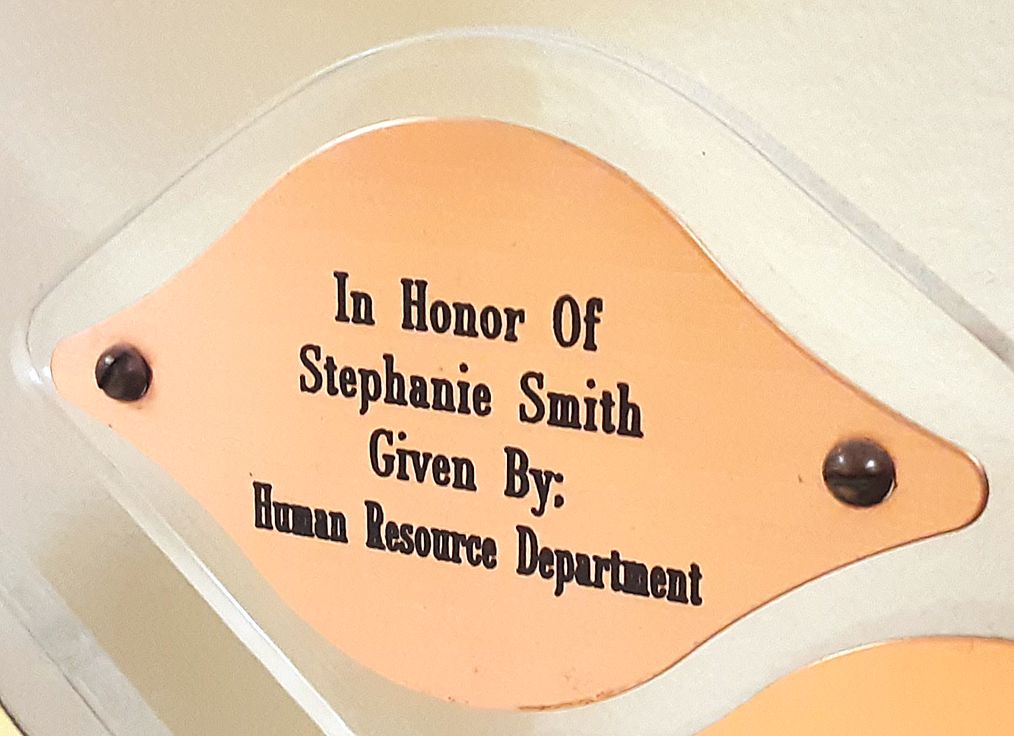 In Honor Of
Stephanie Smith
Given By;
Human Resource Department